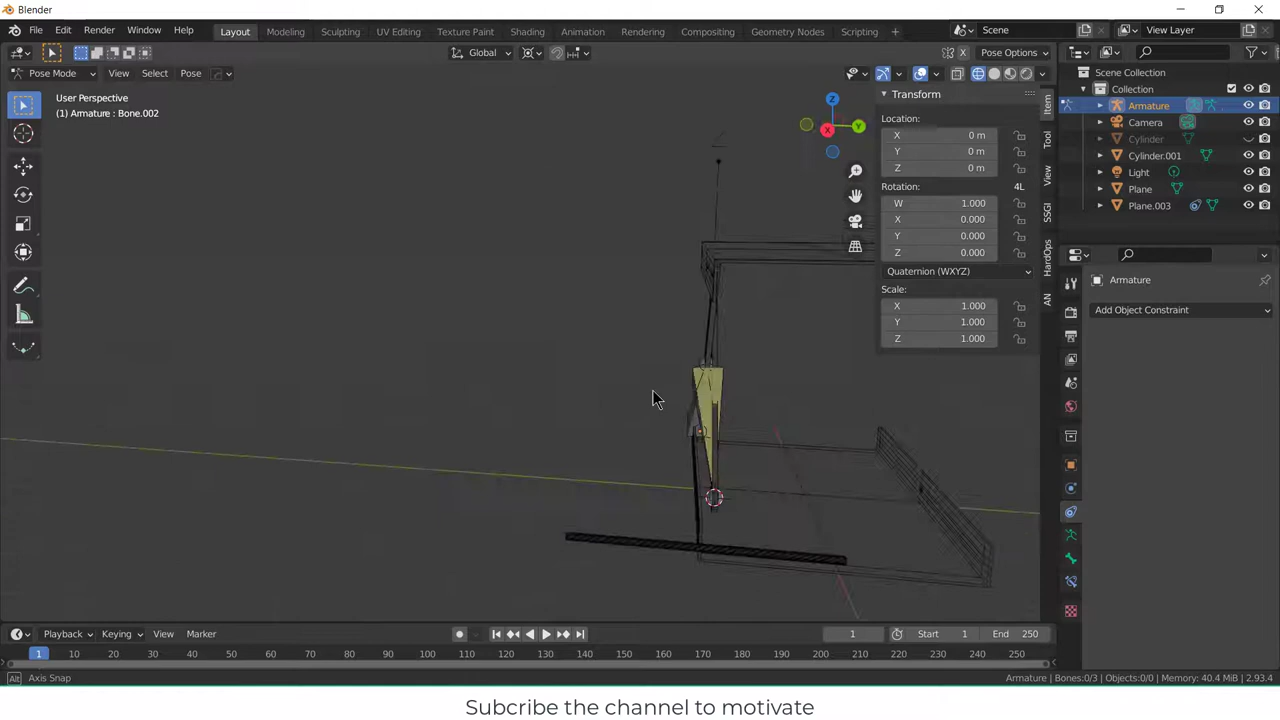 Blender
File Edit Render Window Help Layout Modeling Sculpting UV Editing Texture Paint Shading Animation Rendering Compositing Geometry Nodes Scripting + Scene View Layer
Global Pose Options
Pose Mode View Select Pose
User Perspective
(1) Armature : Bone.002
Transform
Location:
X 0 m
Y 0 m
Z 0 m
Rotation: 4L
W 1.000
X 0.000
Y 0.000
Z 0.000
Quaternion (WXYZ)
Scale:
X 1.000
Y 1.000
Z 1.000
Item
Tool
View
SSGI
HardOps
AN
Z
Y
X
Scene Collection
Collection
Armature
Camera
Cylinder
Cylinder.001
Light
Plane
Plane.003
Armature
Add Object Constraint
Playback Keying View Marker 1 Start 1 End 250
1 10 20 30 40 50 60 70 80 90 100 110 120 130 140 150 160 170 180 190 200 210 220 230 240 250
Alt Axis Snap Armature | Bones:0/3 | Objects:0/0 | Memory: 40.4 MiB | 2.93.4
Subcribe the channel to motivate